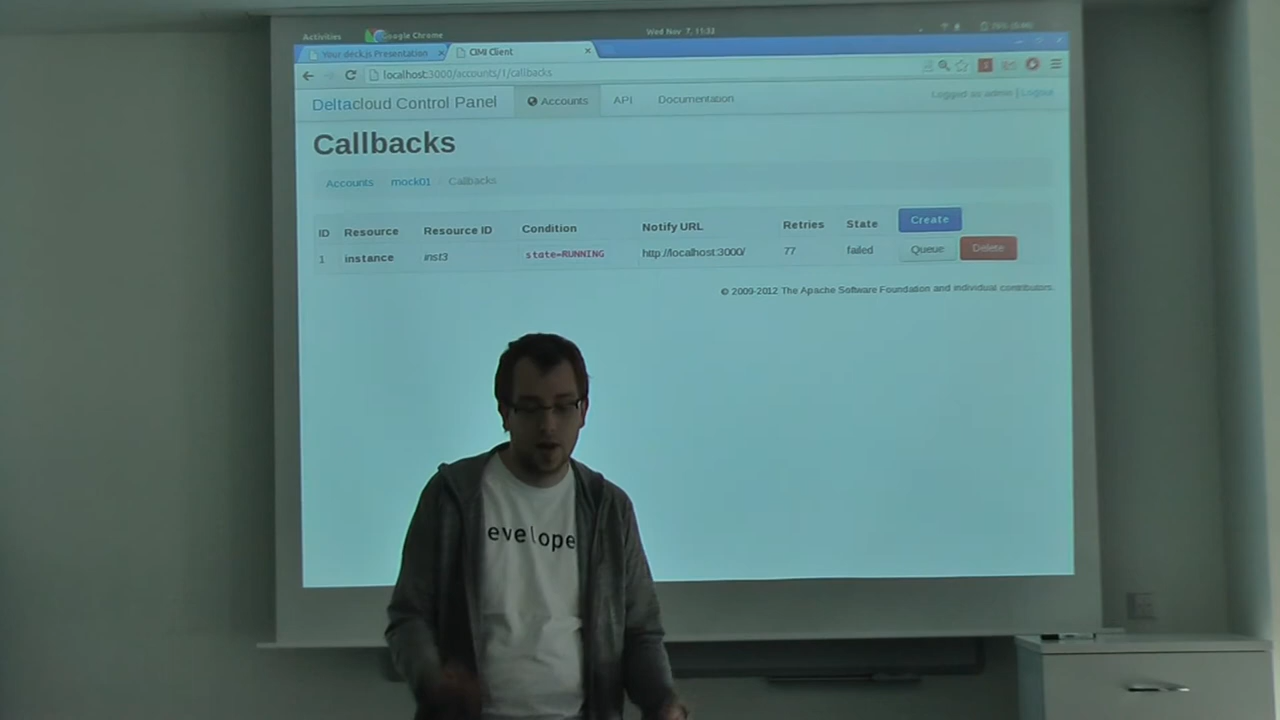 Activities Google Chrome Wed Nov 7, 11:33
Your deck.js Presentation × CIMI Client ×
localhost:3000/accounts/1/callbacks
Deltacloud Control Panel Accounts API Documentation Logged as admin | Logout
Callbacks
Accounts mock01 Callbacks
ID Resource Resource ID Condition Notify URL Retries State Create
1 instance inst3 state=RUNNING http://localhost:3000/ 77 failed Queue Delete
© 2009-2012 The Apache Software Foundation and individual contributors.
evelope